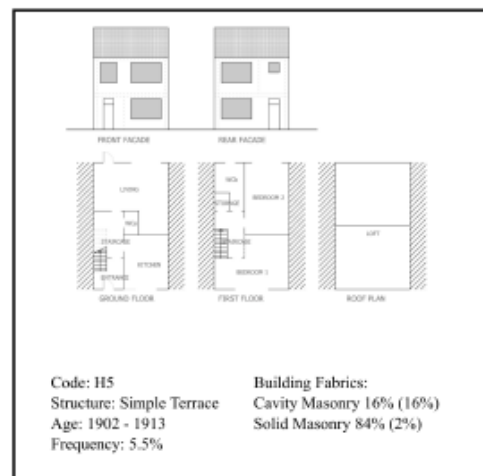 FRONT FACADE REAR FACADE
LIVING
WCs
STAIRCASE
KITCHEN
ENTRANCE
GROUND FLOOR
WCs
BEDROOM 2
STORAGE
STAIRCASE
BEDROOM 1
FIRST FLOOR
LOFT
ROOF PLAN
Code: H5
Structure: Simple Terrace
Age: 1902 - 1913
Frequency: 5.5%
Building Fabrics:
Cavity Masonry 16% (16%)
Solid Masonry 84% (2%)